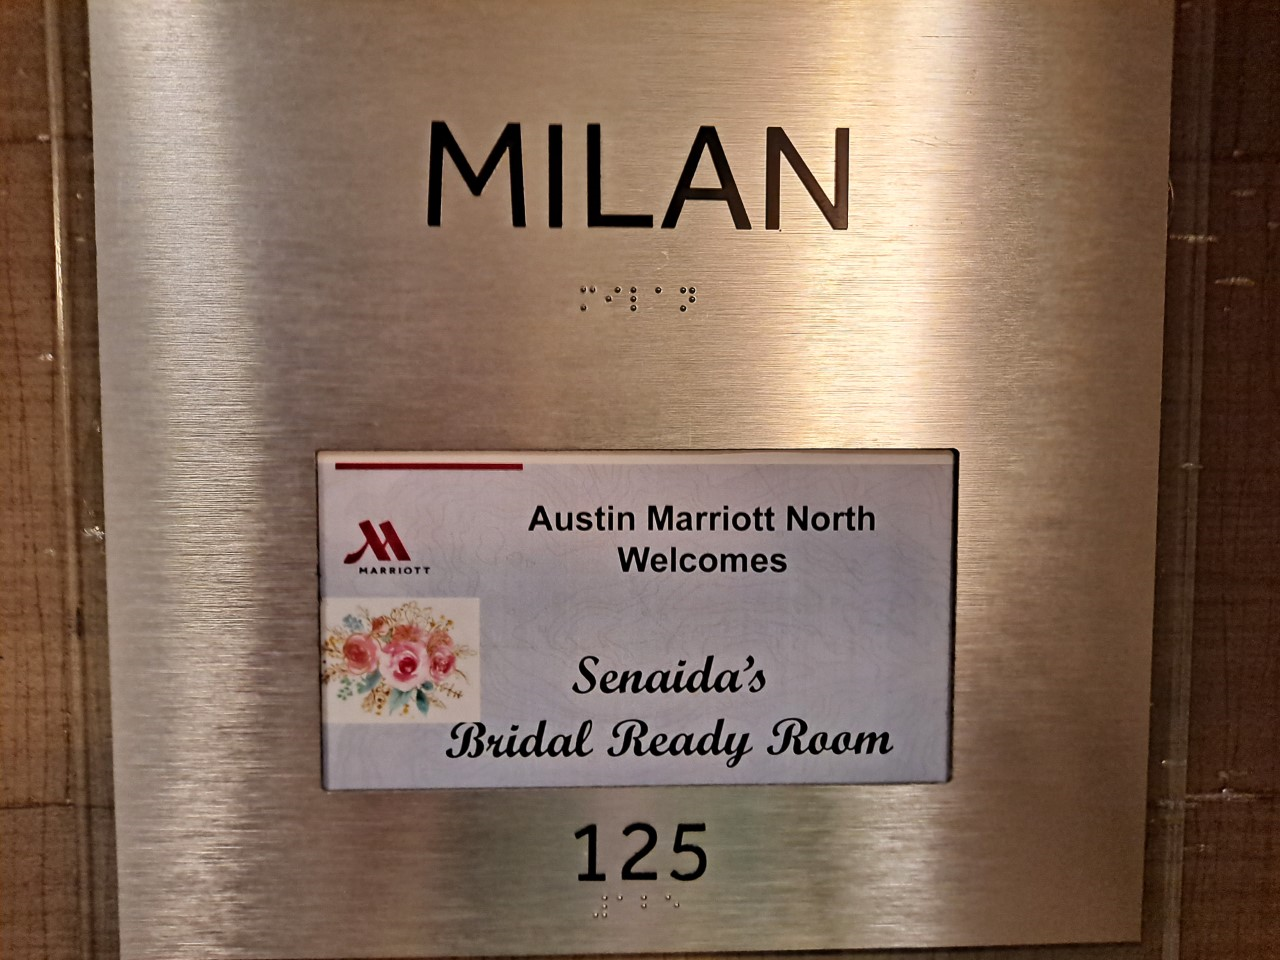 MILAN
⠍⠊⠇⠁⠝
Austin Marriott North
Welcomes
MARRIOTT
Senaida's
Bridal Ready Room
125
⠼⠁⠃⠑